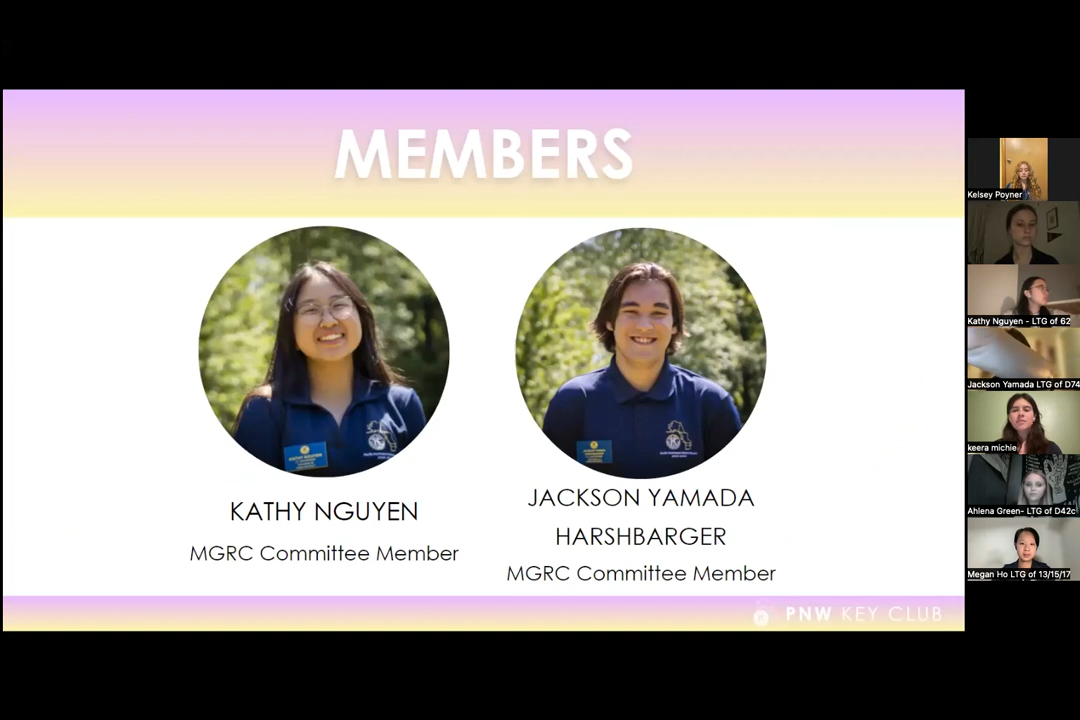 MEMBERS
KATHY NGUYEN
MGRC Committee Member
JACKSON YAMADA
HARSHBARGER
MGRC Committee Member
PNW KEY CLUB
Kelsey Poyner
Kathy Nguyen - LTG of 62
Jackson Yamada LTG of D74
keera michie
Ahlena Green- LTG of D42c
Megan Ho LTG of 13/15/17